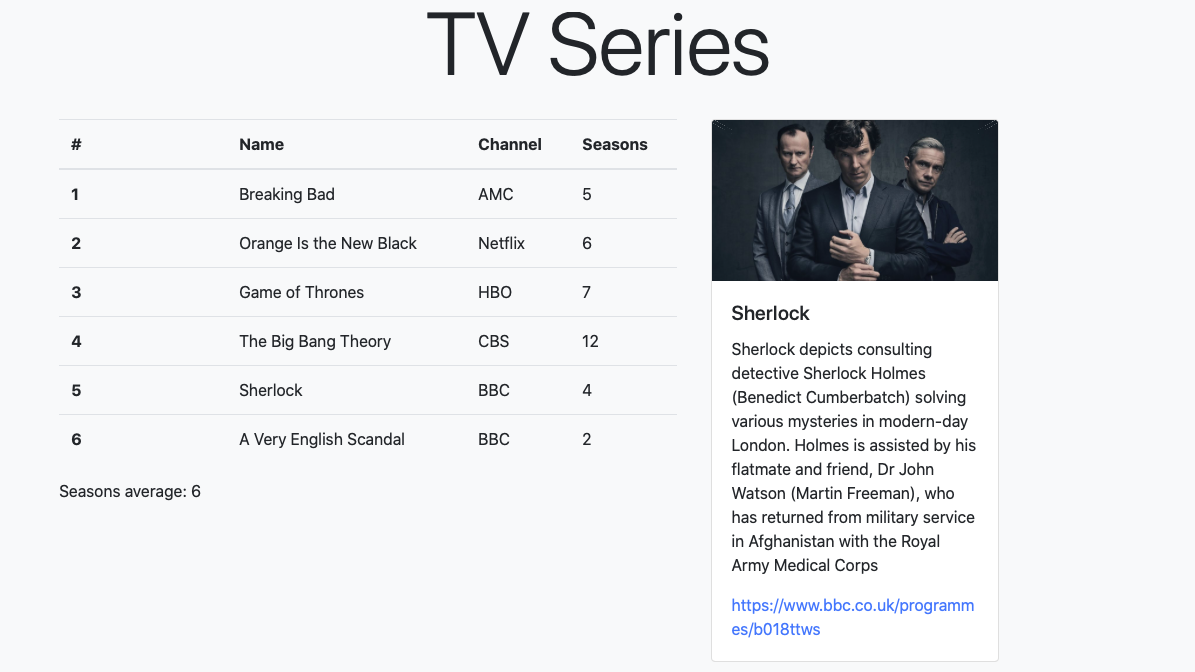 TV Series
# Name Channel Seasons
1 Breaking Bad AMC 5
2 Orange Is the New Black Netflix 6
3 Game of Thrones HBO 7
4 The Big Bang Theory CBS 12
5 Sherlock BBC 4
6 A Very English Scandal BBC 2
Seasons average: 6
Sherlock
Sherlock depicts consulting
detective Sherlock Holmes
(Benedict Cumberbatch) solving
various mysteries in modern-day
London. Holmes is assisted by his
flatmate and friend, Dr John
Watson (Martin Freeman), who
has returned from military service
in Afghanistan with the Royal
Army Medical Corps
https://www.bbc.co.uk/programm
es/b018ttws